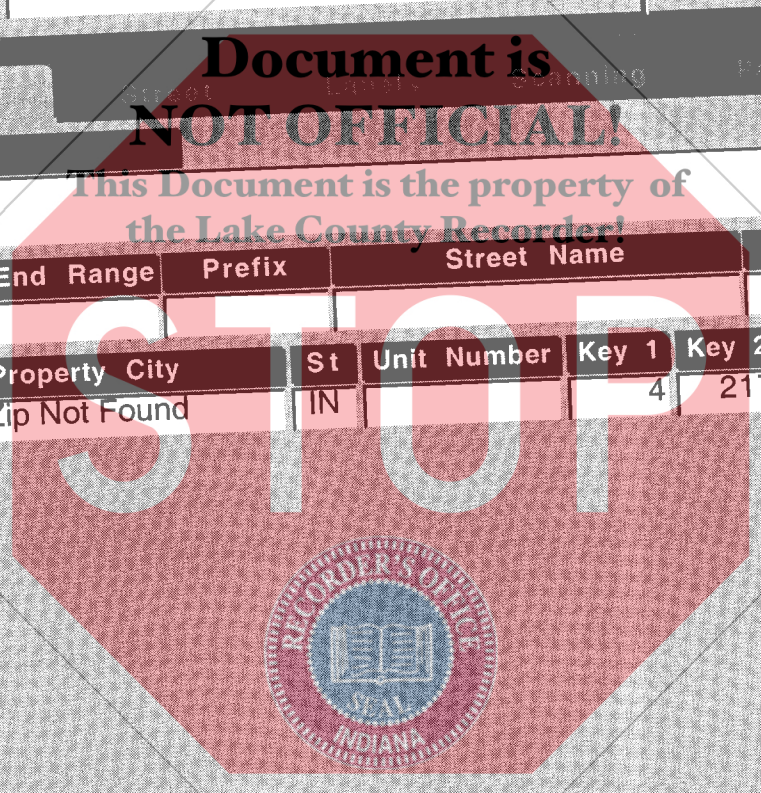 Document is
Street Scanning
NOT OFFICIAL!
This Document is the property of
the Lake County Recorder!
End Range Prefix Street Name
STOP
Property City St Unit Number Key 1 Key 2
Zip Not Found IN 4 217
RECORDER'S OFFICE
SEAL
INDIANA